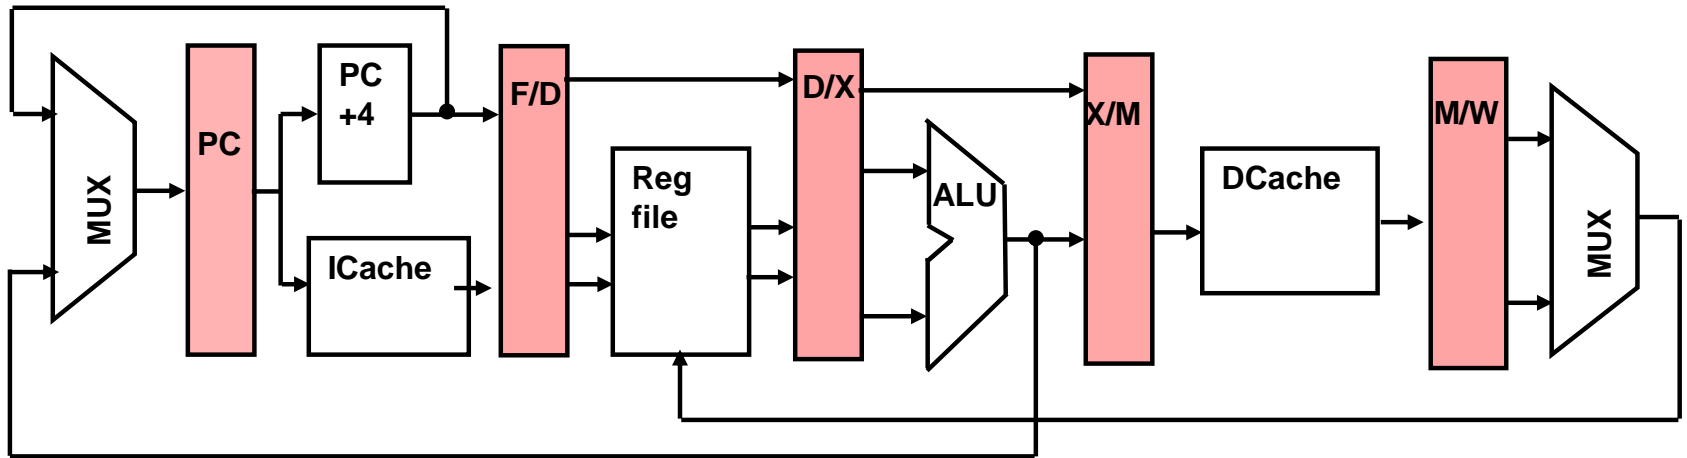 MUX
PC
PC
+4
ICache
F/D
Reg
file
D/X
ALU
X/M
DCache
M/W
MUX